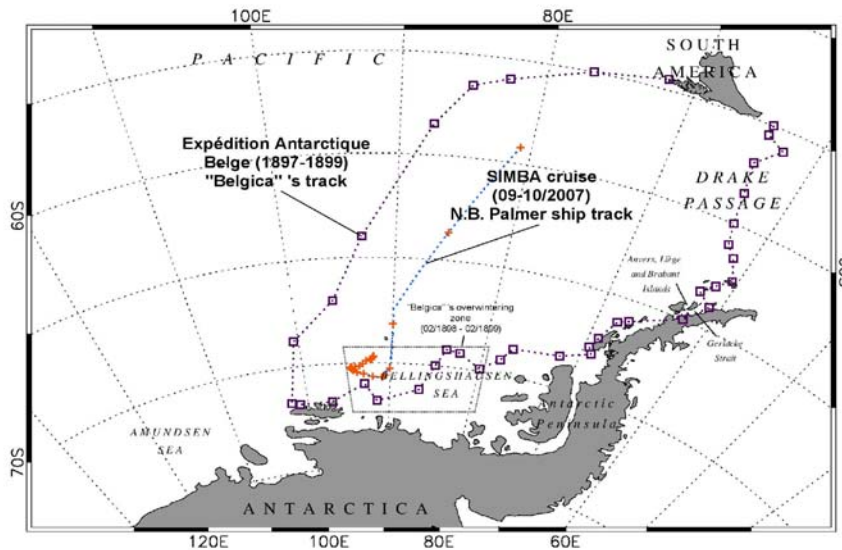 100E
80E
PACIFIC
SOUTH
AMERICA
Expédition Antarctique
Belge (1897-1899)
"Belgica" 's track
SIMBA cruise
(09-10/2007)
N.B. Palmer ship track
DRAKE
PASSAGE
60S
Anvers, Liège
and Brabant
Islands
"Belgica" 's overwintering
zone
[02/1898 - 02/1899)
Gerlache
Strait
BELLINGSHAUSEN
SEA
Antarctic
Peninsula
AMUNDSEN
SEA
70S
ANTARCTICA
120E
100E
80E
60E